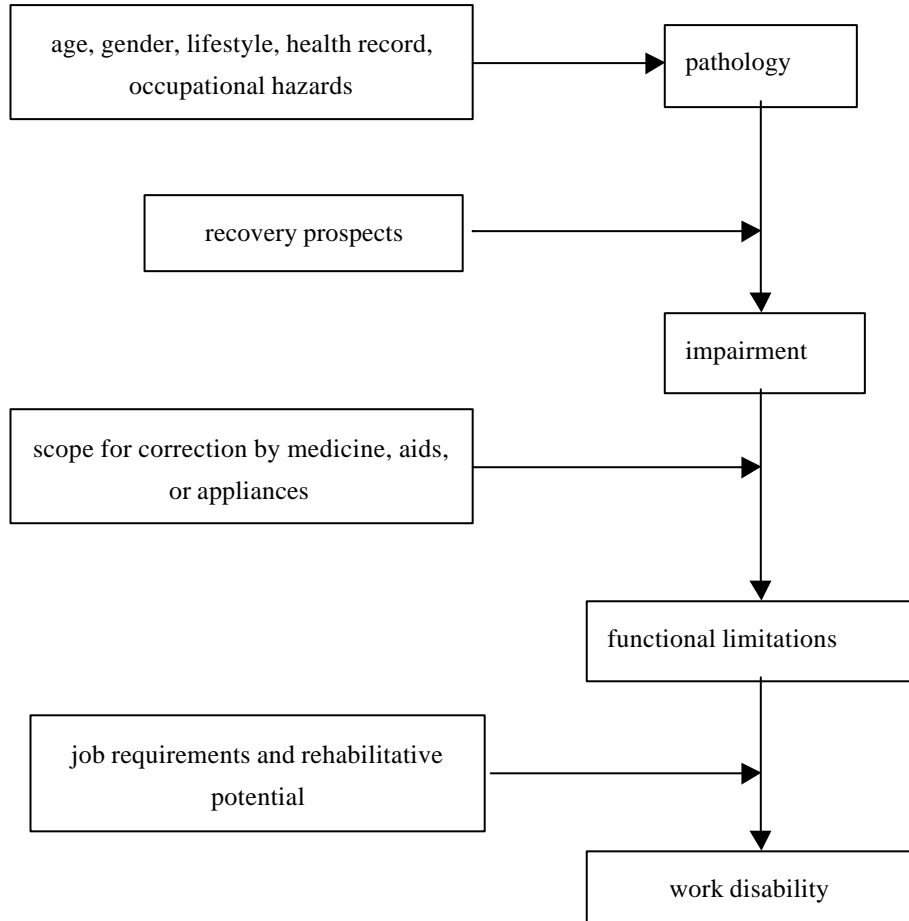 age, gender, lifestyle, health record,
occupational hazards
pathology
recovery prospects
impairment
scope for correction by medicine, aids,
or appliances
functional limitations
job requirements and rehabilitative
potential
work disability